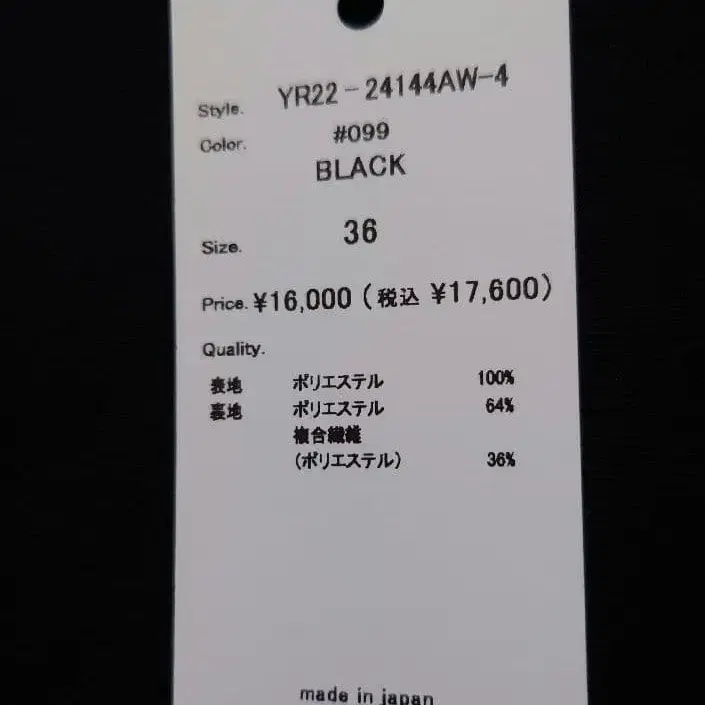 Style. YR22-24144AW-4
Color. #099
BLACK
Size. 36
Price. ¥16,000 (税込 ¥17,600)
Quality.
表地 ポリエステル 100%
裏地 ポリエステル 64%
複合繊維
(ポリエステル) 36%
made in japan